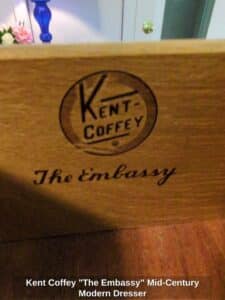 KENT-
COFFEY
The Embassy
Kent Coffey "The Embassy" Mid-Century
Modern Dresser